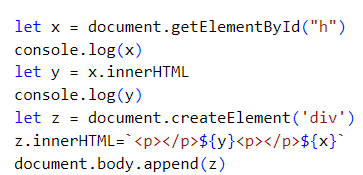 let x = document.getElementById("h")
console.log(x)
let y = x.innerHTML
console.log(y)
let z = document.createElement('div')
z.innerHTML=`<p></p>${y}<p></p>${x}`
document.body.append(z)